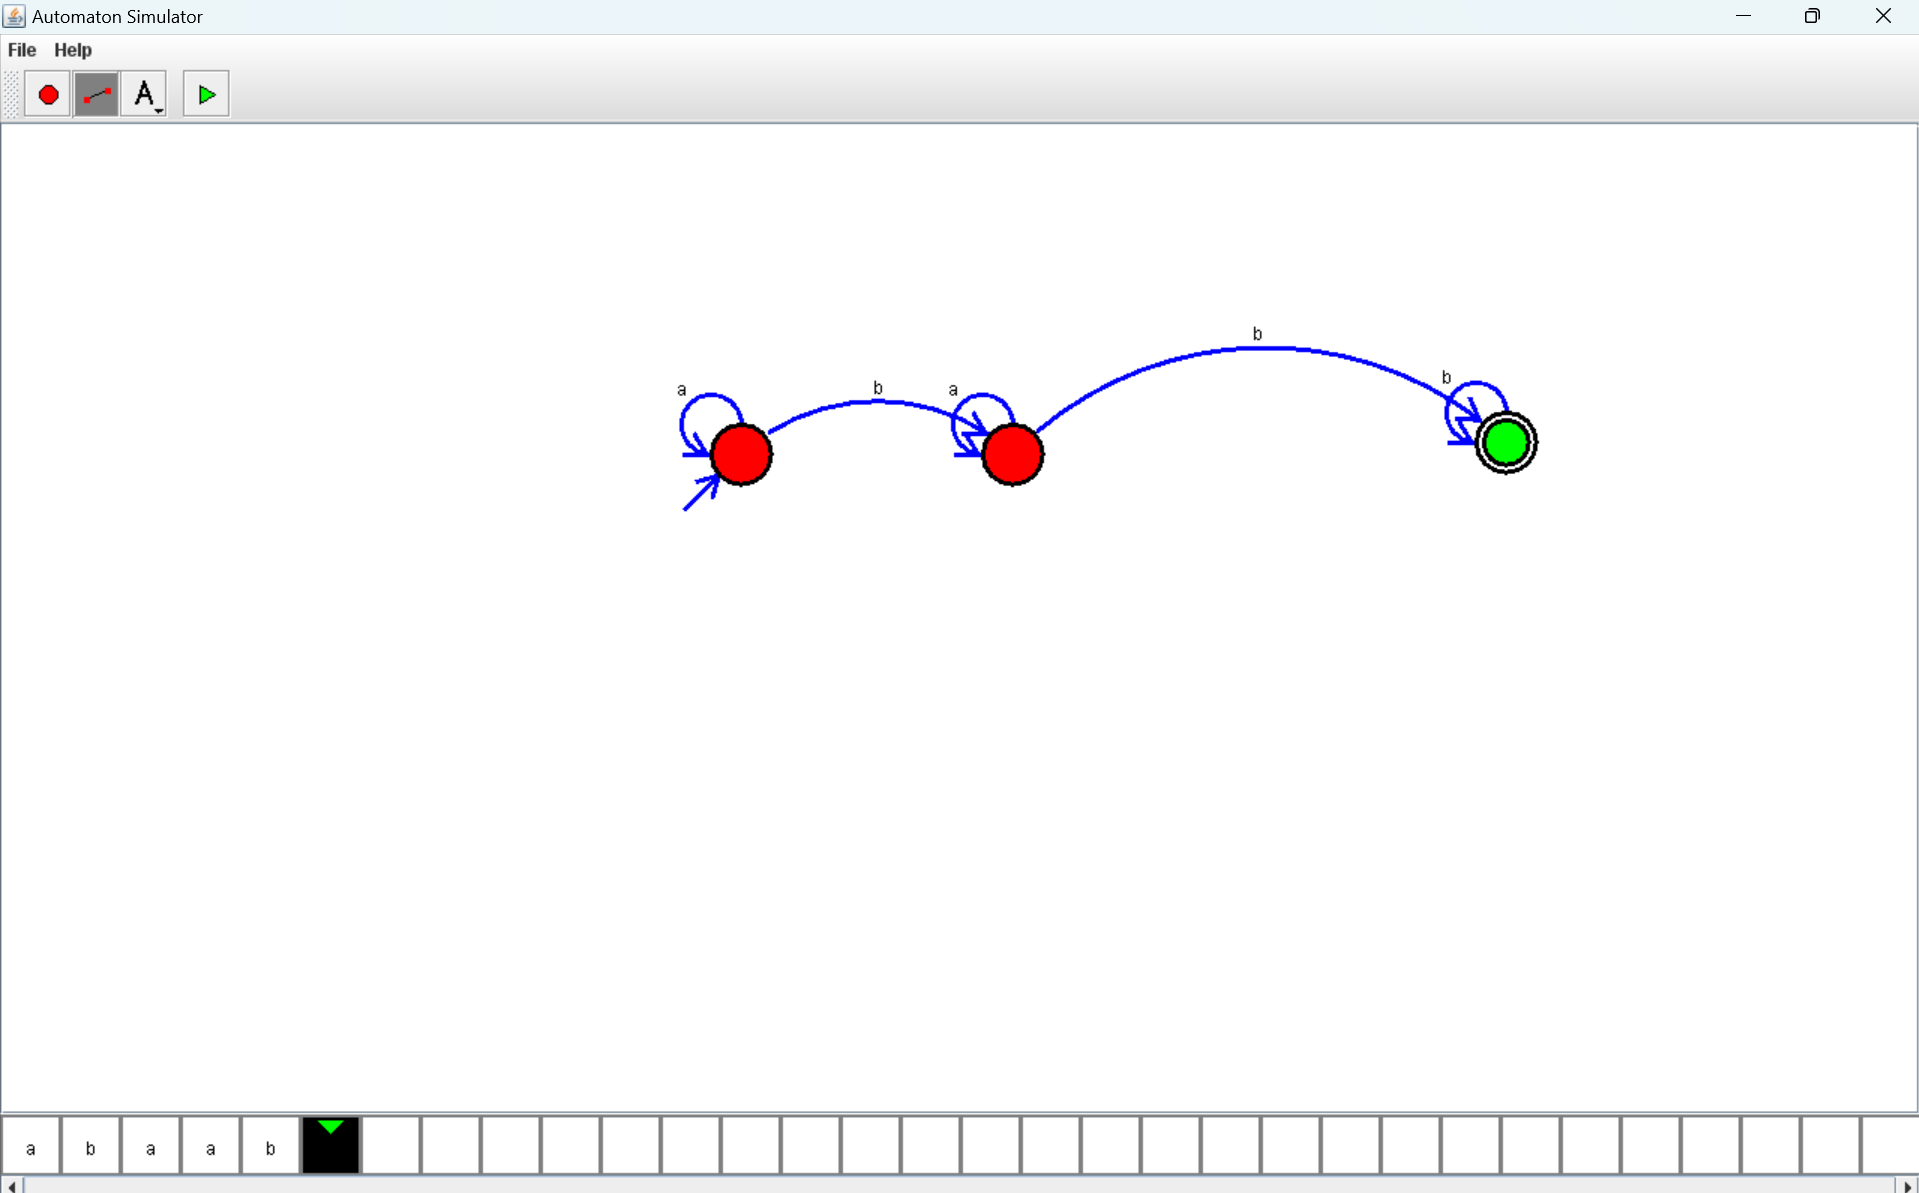 Automaton Simulator
File Help
A
b
b
a b a
a b a a b